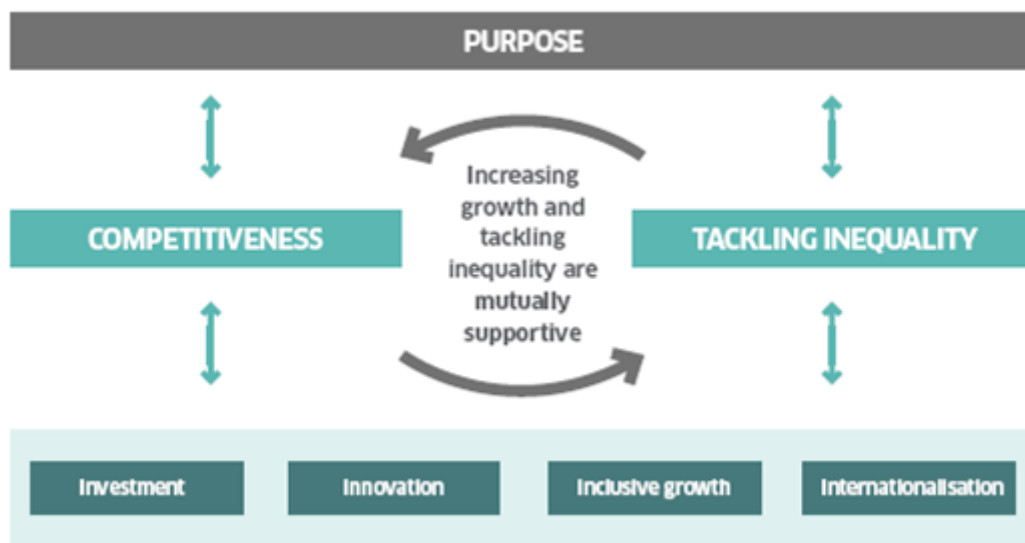 PURPOSE
COMPETITIVENESS
Increasing
growth and
tackling
inequality are
mutually
supportive
TACKLING INEQUALITY
Investment
Innovation
Inclusive growth
Internationalisation